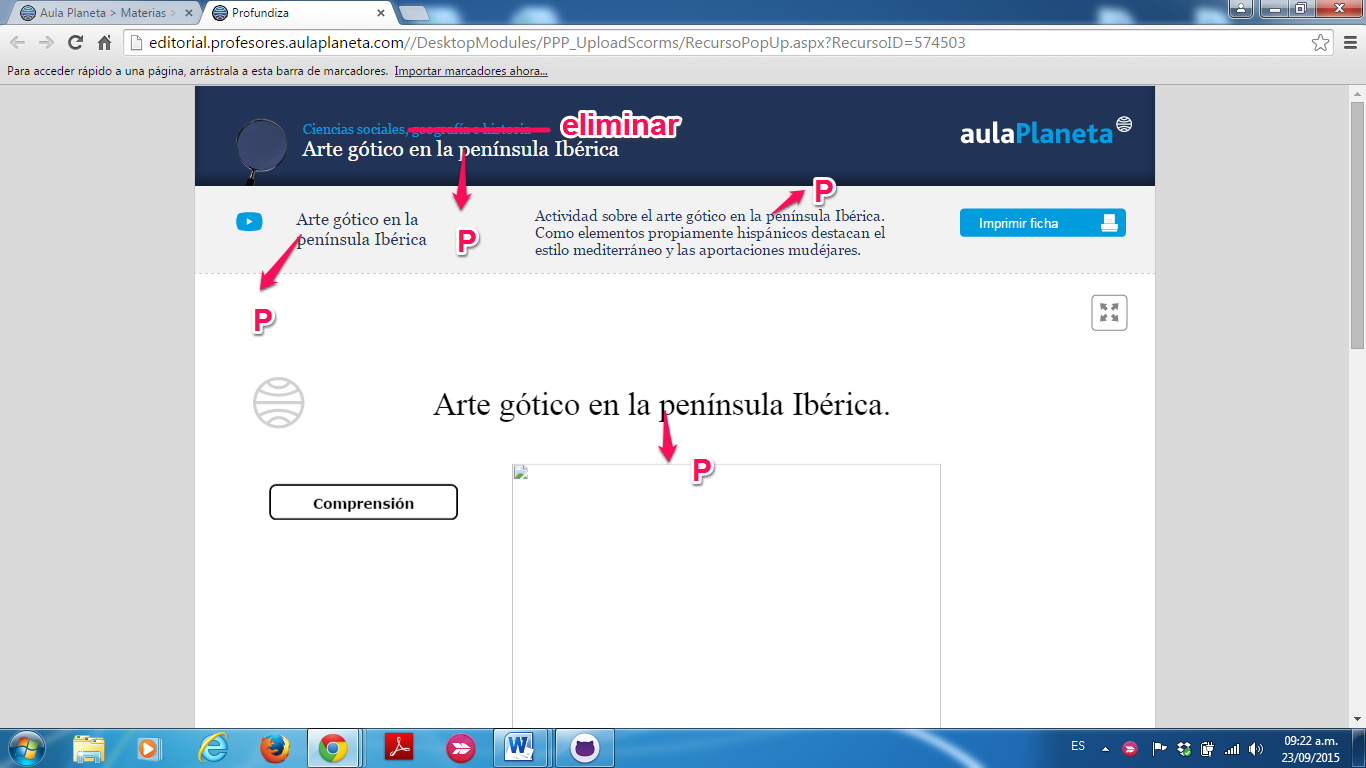 Aula Planeta > Materias >
Profundiza
editorial.profesores.aulaplaneta.com//DesktopModules/PPP_UploadScorms/RecursoPopUp.aspx?RecursoID=574503
Para acceder rápido a una página, arrástrala a esta barra de marcadores. Importar marcadores ahora...
Ciencias sociales, geografía e historia eliminar
Arte gótico en la península Ibérica
aulaPlaneta
P
Arte gótico en la
península Ibérica
P
Actividad sobre el arte gótico en la península Ibérica.
Como elementos propiamente hispánicos destacan el
estilo mediterráneo y las aportaciones mudéjares.
Imprimir ficha
P
Arte gótico en la península Ibérica.
P
Comprensión
ES
09:22 a.m.
23/09/2015